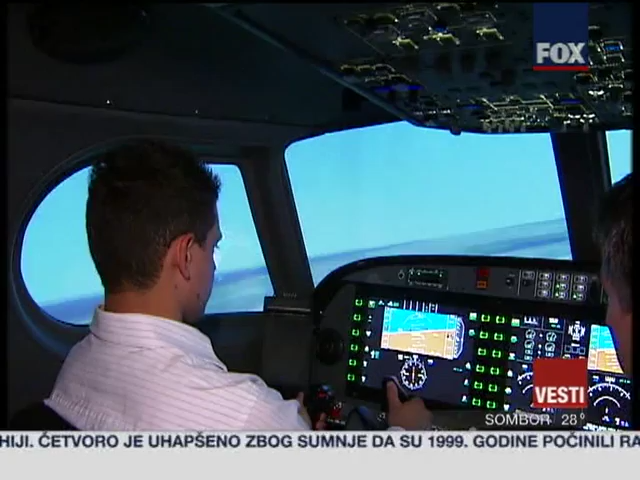 FOX
VESTI
SOMBOR 28°
HIJI. ČETVORO JE UHAPŠENO ZBOG SUMNJE DA SU 1999. GODINE POČINILI RA